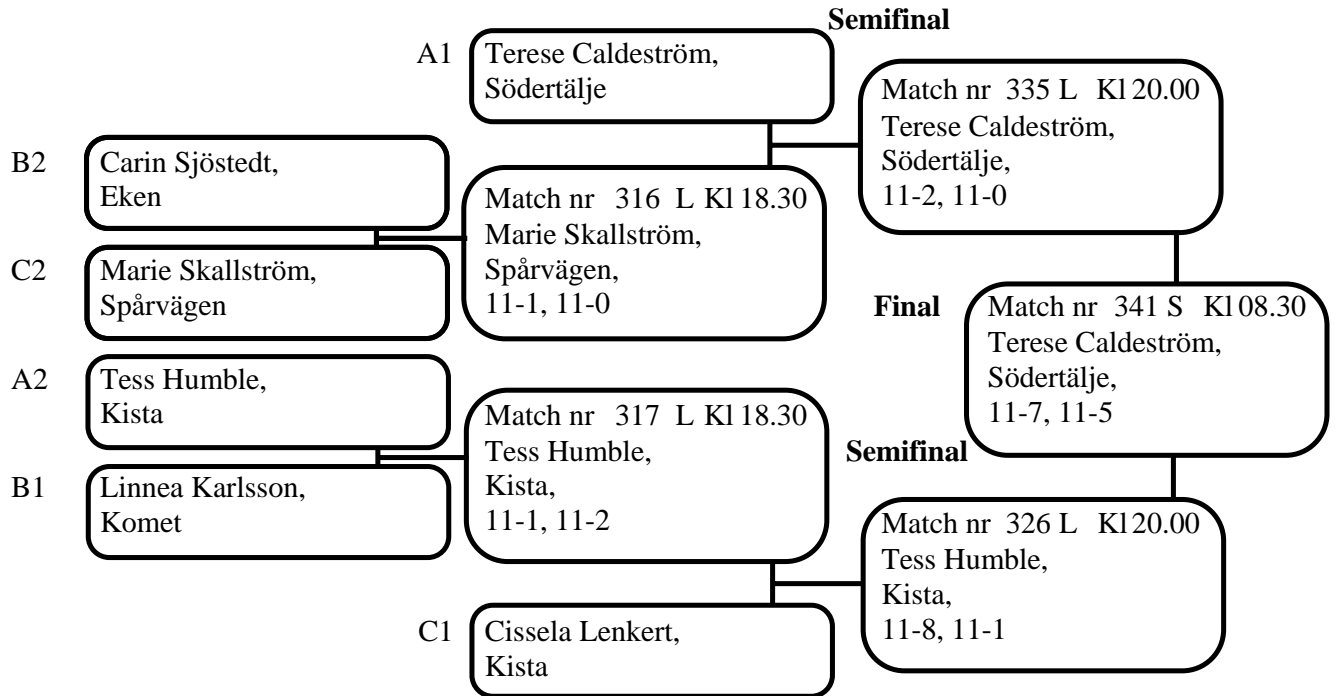 Semifinal
A1
Terese Caldeström,
Södertälje
Match nr 335 L Kl 20.00
Terese Caldeström,
Södertälje,
11-2, 11-0
B2
Carin Sjöstedt,
Eken
Match nr 316 L Kl 18.30
Marie Skallström,
Spårvägen,
11-1, 11-0
C2
Marie Skallström,
Spårvägen
Final
Match nr 341 S Kl 08.30
Terese Caldeström,
Södertälje,
11-7, 11-5
A2
Tess Humble,
Kista
Match nr 317 L Kl 18.30
Tess Humble,
Kista,
11-1, 11-2
Semifinal
B1
Linnea Karlsson,
Komet
Match nr 326 L Kl 20.00
Tess Humble,
Kista,
11-8, 11-1
C1
Cissela Lenkert,
Kista